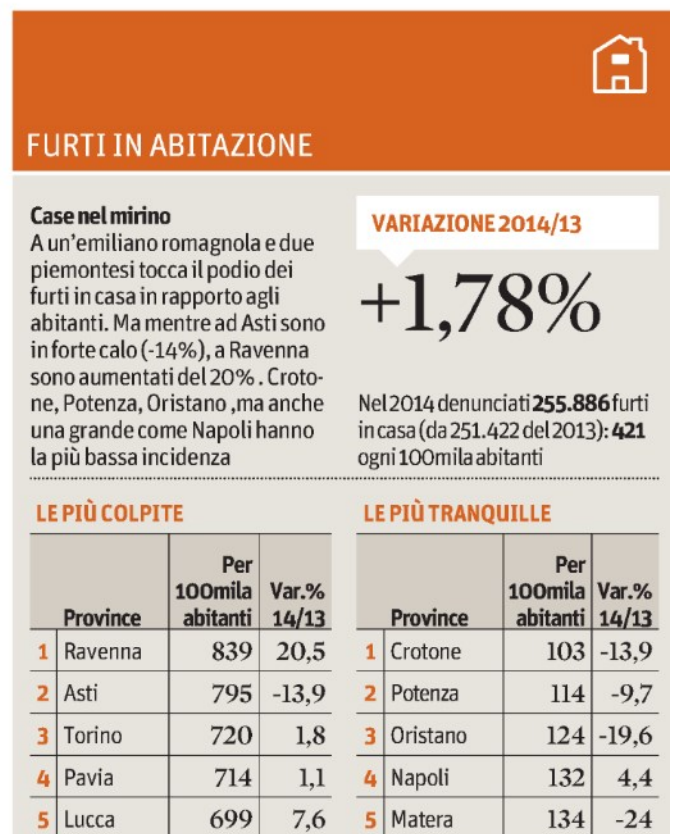 FURTI IN ABITAZIONE
Case nel mirino
A un'emiliano romagnola e due
piemontesi tocca il podio dei
furti in casa in rapporto agli
abitanti. Ma mentre ad Asti sono
in forte calo (-14%), a Ravenna
sono aumentati del 20% . Croto-
ne, Potenza, Oristano ,ma anche
una grande come Napoli hanno
la più bassa incidenza
VARIAZIONE 2014/13
+1,78%
Nel 2014 denunciati 255.886 furti
in casa (da 251.422 del 2013): 421
ogni 100mila abitanti
LE PIÙ COLPITE
Province Per 100mila abitanti Var.% 14/13
1 Ravenna 839 20,5
2 Asti 795 -13,9
3 Torino 720 1,8
4 Pavia 714 1,1
5 Lucca 699 7,6
LE PIÙ TRANQUILLE
Province Per 100mila abitanti Var.% 14/13
1 Crotone 103 -13,9
2 Potenza 114 -9,7
3 Oristano 124 -19,6
4 Napoli 132 4,4
5 Matera 134 -24